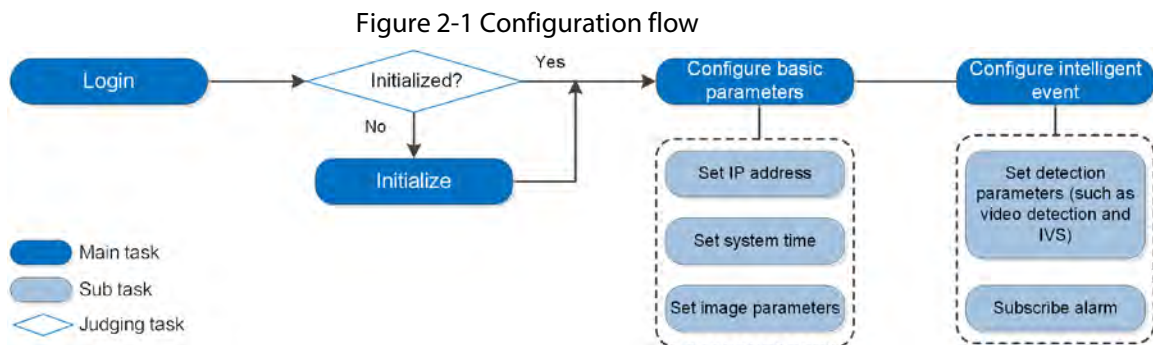 Figure 2-1 Configuration flow
Login
Initialized?
Yes
No
Initialize
Configure basic
parameters
Set IP address
Set system time
Set image parameters
Configure intelligent
event
Set detection
parameters (such as
video detection and
IVS)
Subscribe alarm
Main task
Sub task
Judging task